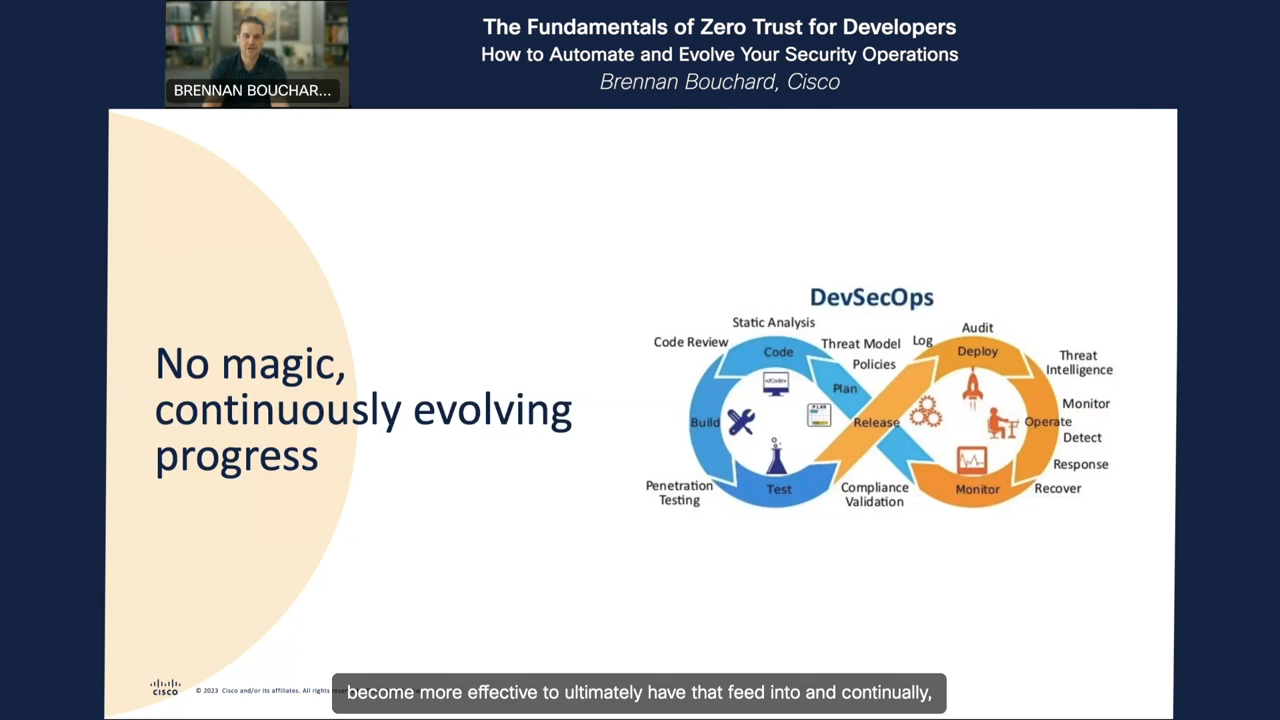 The Fundamentals of Zero Trust for Developers
How to Automate and Evolve Your Security Operations
Brennan Bouchard, Cisco
BRENNAN BOUCHAR...
No magic,
continuously evolving
progress
DevSecOps
Static Analysis
Code Review
Threat Model
Policies
Log
Audit
Threat
Intelligence
Monitor
Detect
Response
Recover
Compliance
Validation
Penetration
Testing
Code
Plan
Build
Test
Release
Deploy
Operate
Monitor
</Code>
PLAN
CISCO
© 2023 Cisco and/or its affiliates. All rights
become more effective to ultimately have that feed into and continually,